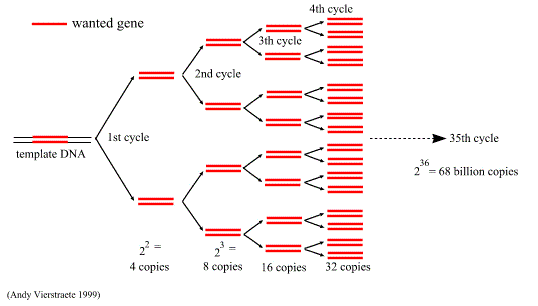 wanted gene
4th cycle
3th cycle
2nd cycle
1st cycle
template DNA
35th cycle
2^36 = 68 billion copies
2^2 =
4 copies
2^3 =
8 copies
16 copies
32 copies
(Andy Vierstraete 1999)